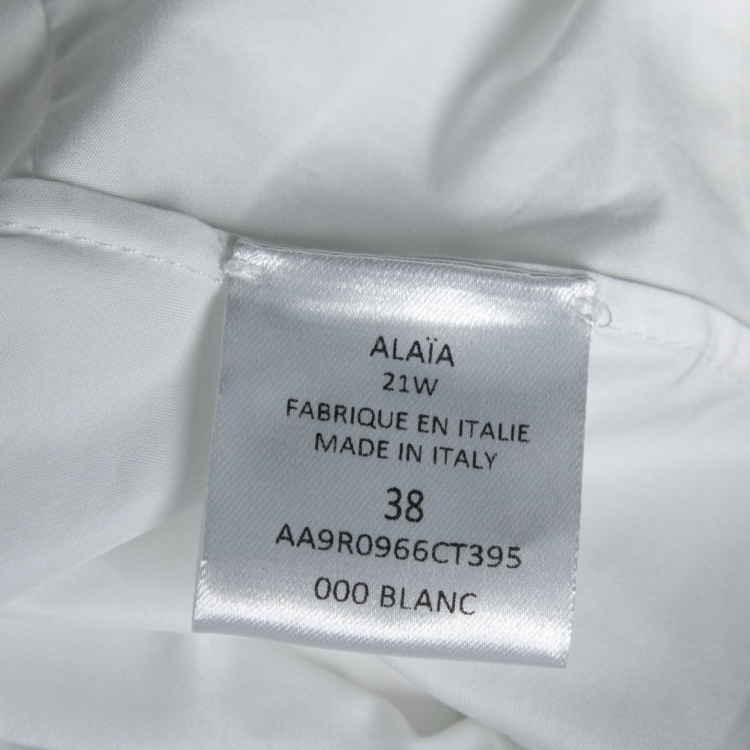 ALAÏA
21W
FABRIQUE EN ITALIE
MADE IN ITALY
38
AA9R0966CT395
000 BLANC